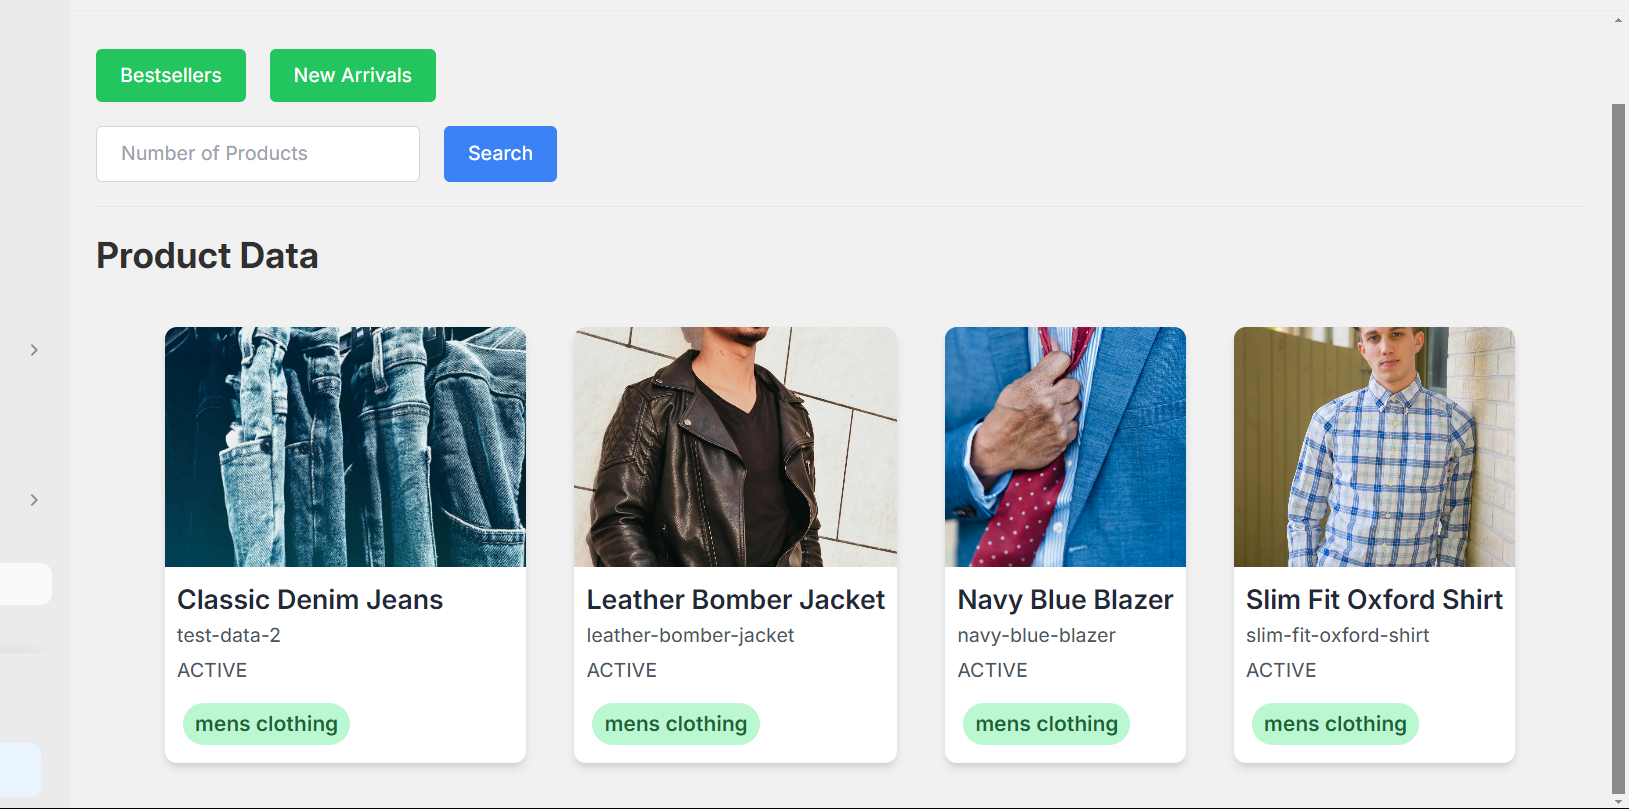 Bestsellers
New Arrivals
Number of Products
Search
Product Data
Classic Denim Jeans
test-data-2
ACTIVE
mens clothing
Leather Bomber Jacket
leather-bomber-jacket
ACTIVE
mens clothing
Navy Blue Blazer
navy-blue-blazer
ACTIVE
mens clothing
Slim Fit Oxford Shirt
slim-fit-oxford-shirt
ACTIVE
mens clothing